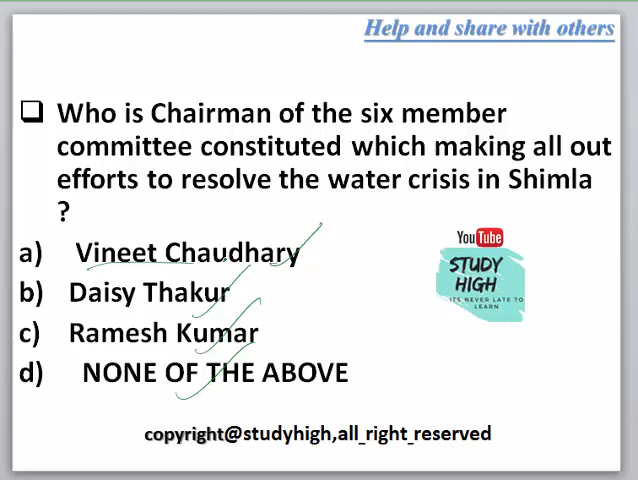 Help and share with others
Who is Chairman of the six member
committee constituted which making all out
efforts to resolve the water crisis in Shimla
?
a) Vineet Chaudhary
b) Daisy Thakur
c) Ramesh Kumar
d) NONE OF THE ABOVE
YouTube
STUDY
HIGH
ITS NEVER LATE TO
LEARN
copyright@studyhigh,all_right_reserved